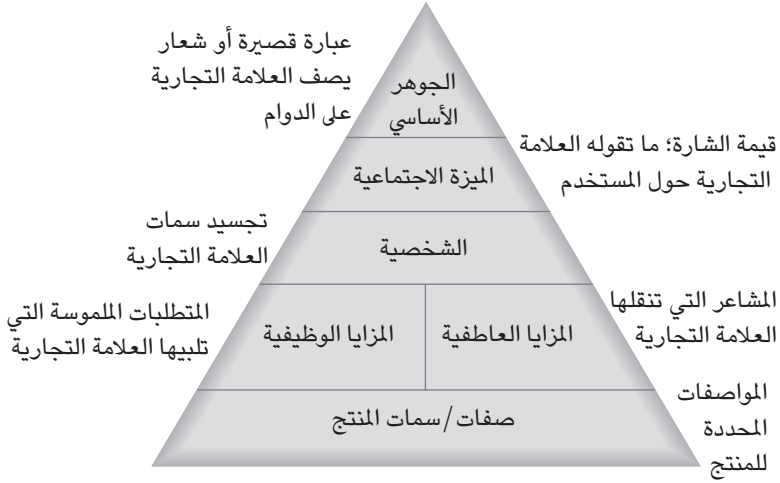 عبارة قصيرة أو شعار
يصف العلامة التجارية
على الدوام
الجوهر
الأساسي
قيمة الشارة؛ ما تقوله العلامة
التجارية حول المستخدم
الميزة الاجتماعية
تجسيد سمات
العلامة التجارية
الشخصية
المشاعر التي تنقلها
العلامة التجارية
المزايا العاطفية
المزايا الوظيفية
المتطلبات الملموسة التي
تلبيها العلامة التجارية
المواصفات
المحددة
للمنتج
صفات/سمات المنتج